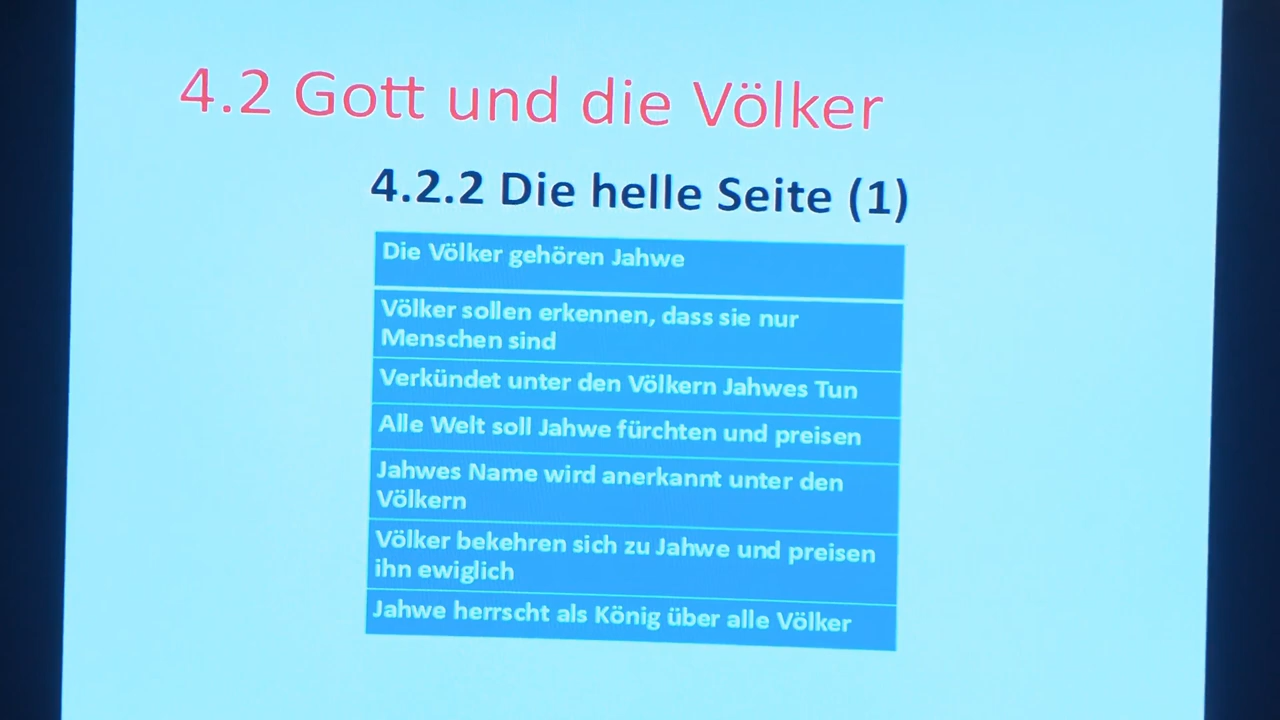 4.2 Gott und die Völker
4.2.2 Die helle Seite (1)
Die Völker gehören Jahwe
Völker sollen erkennen, dass sie nur
Menschen sind
Verkündet unter den Völkern Jahwes Tun
Alle Welt soll Jahwe fürchten und preisen
Jahwes Name wird anerkannt unter den
Völkern
Völker bekehren sich zu Jahwe und preisen
ihn ewiglich
Jahwe herrscht als König über alle Völker